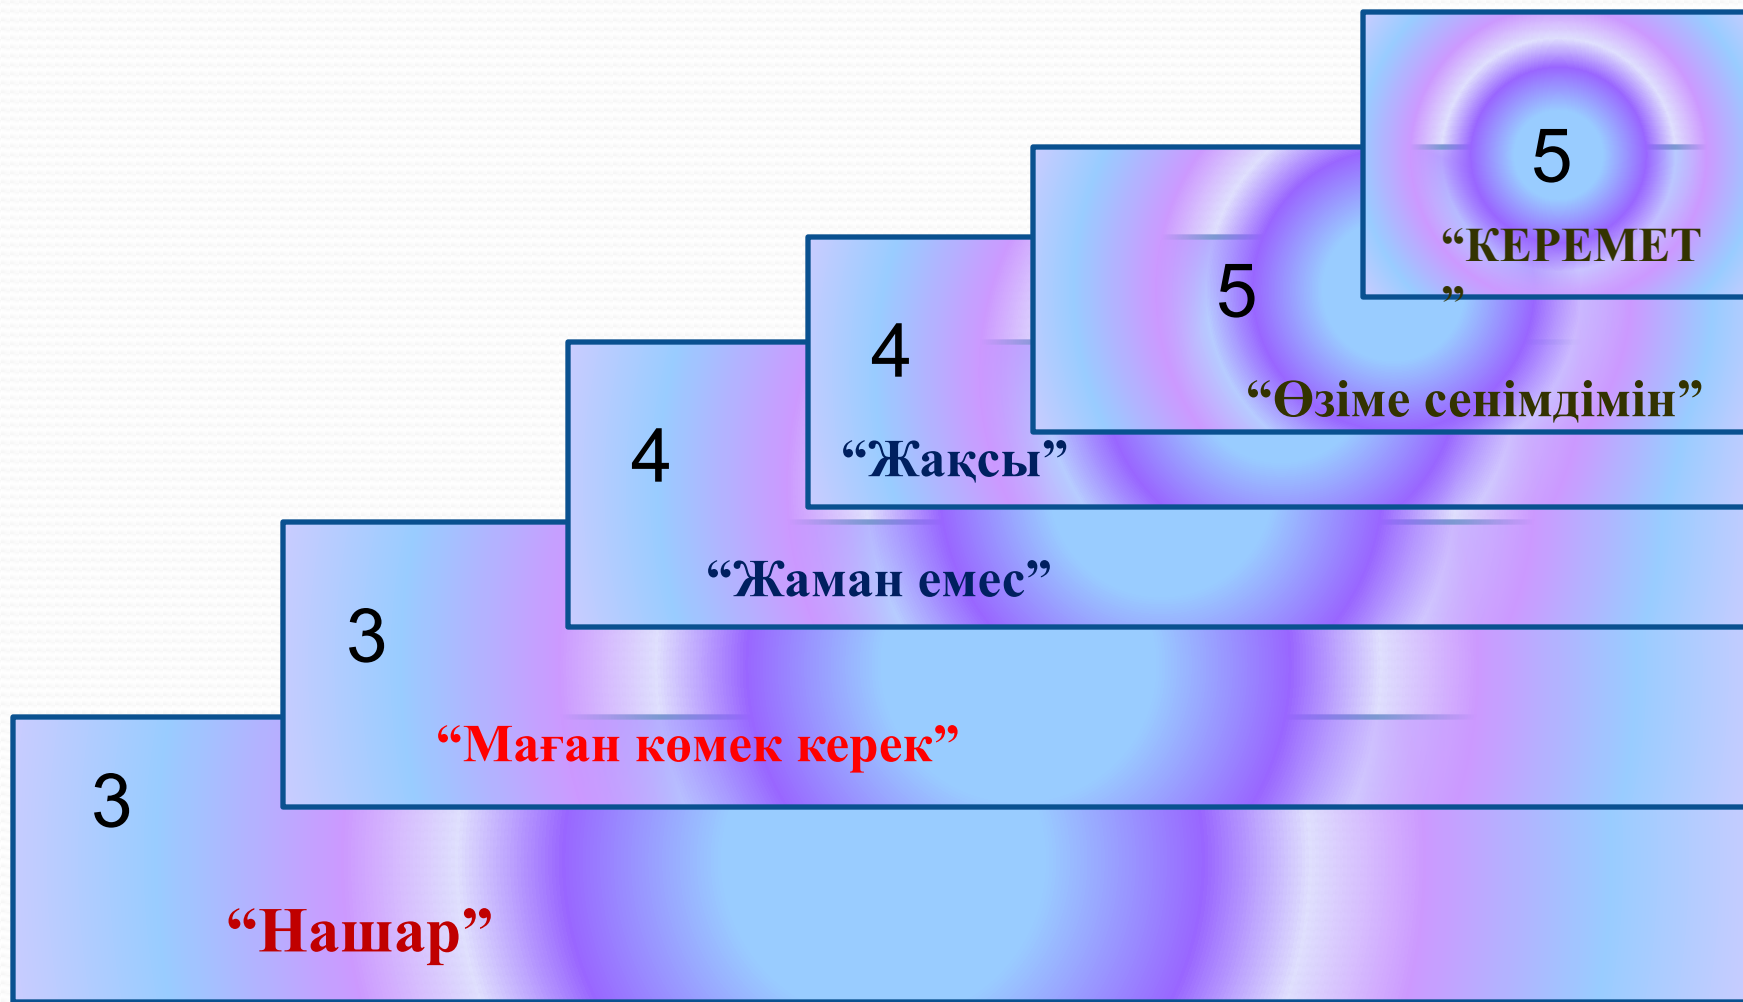 5
“КЕРЕМЕТ
”
5
“Өзіме сенімдімін”
4
“Жақсы”
4
“Жаман емес”
3
“Маған көмек керек”
3
“Нашар”